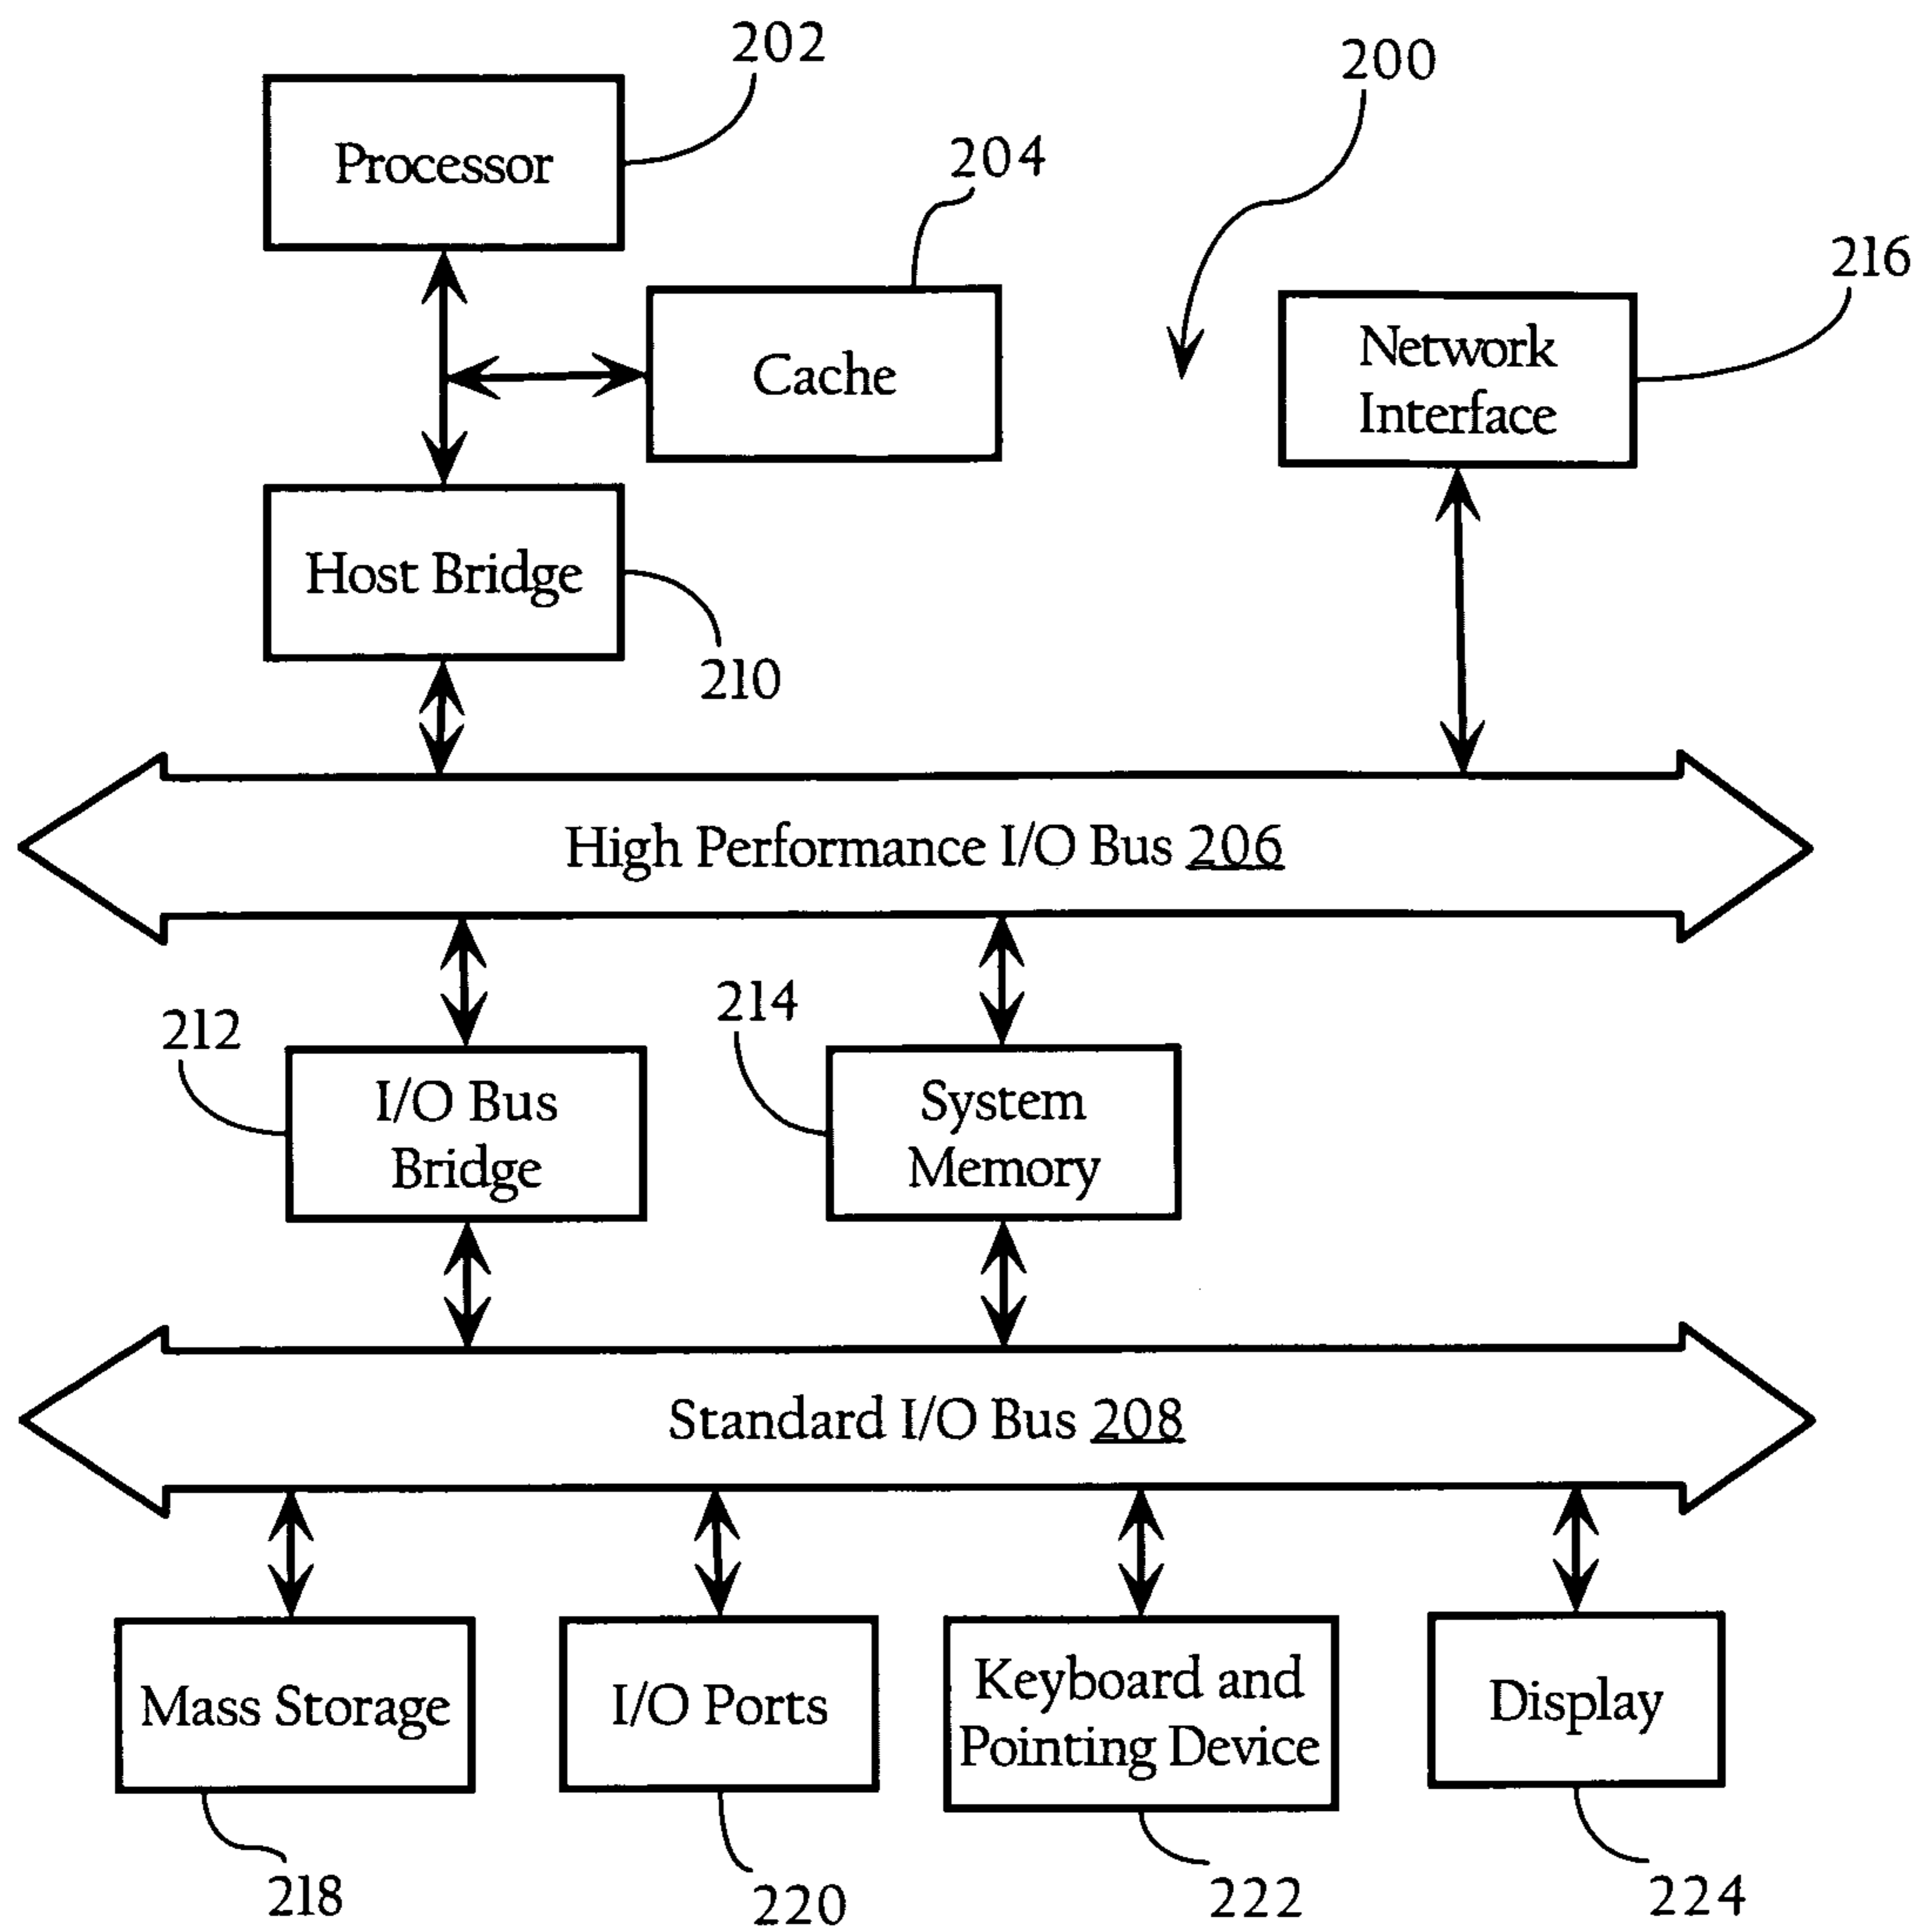 202
200
Processor
204
216
Network
Interface
Cache
Host Bridge
210
High Performance I/O Bus 206
212
214
I/O Bus
Bridge
System
Memory
Standard I/O Bus 208
Mass Storage
I/O Ports
Keyboard and
Pointing Device
Display
218
220
222
224